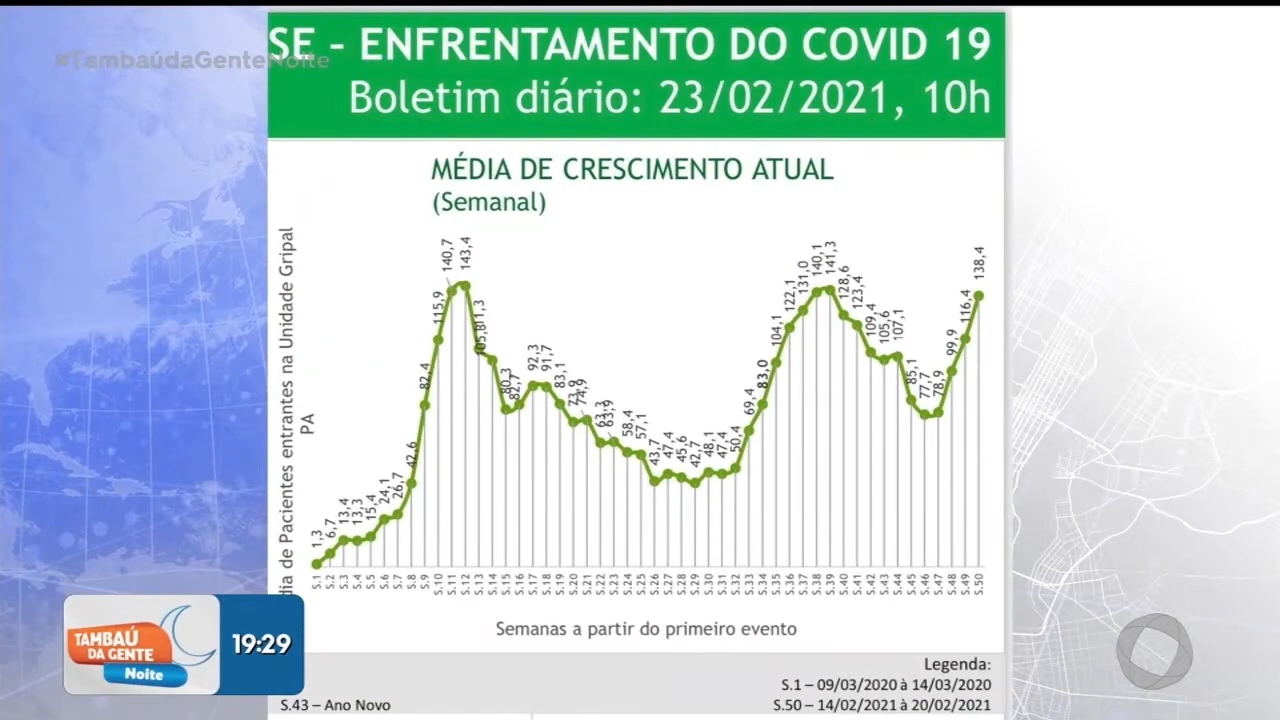 SE – ENFRENTAMENTO DO COVID 19
#TambaúdaGenteNoite
Boletim diário: 23/02/2021, 10h
MÉDIA DE CRESCIMENTO ATUAL
(Semanal)
dia de Pacientes entrantes na Unidade Gripal
PA
1,3
6,7
13,4
13,3
15,4
24,1
26,7
42,6
82,4
115,9
140,7
143,4
11,3
105,8
80,3
82,7
92,3
91,7
83,1
73,9
74,9
63,3
63,9
58,4
57,1
43,7
47,4
45,6
42,7
48,1
47,4
50,4
69,4
83,0
104,1
122,1
131,0
140,1
141,3
128,6
123,4
109,4
105,6
107,1
85,1
77,7
78,9
99,9
116,4
138,4
S.1
S.2
S.3
S.4
S.5
S.6
S.7
S.8
S.9
S.10
S.11
S.12
S.13
S.14
S.15
S.16
S.17
S.18
S.19
S.20
S.21
S.22
S.23
S.24
S.25
S.26
S.27
S.28
S.29
S.30
S.31
S.32
S.33
S.34
S.35
S.36
S.37
S.38
S.39
S.40
S.41
S.42
S.43
S.44
S.45
S.46
S.47
S.48
S.49
S.50
Semanas a partir do primeiro evento
Legenda:
S.1 – 09/03/2020 à 14/03/2020
S.43 – Ano Novo
S.50 – 14/02/2021 à 20/02/2021
TAMBAÚ
DA GENTE
Noite
19:29